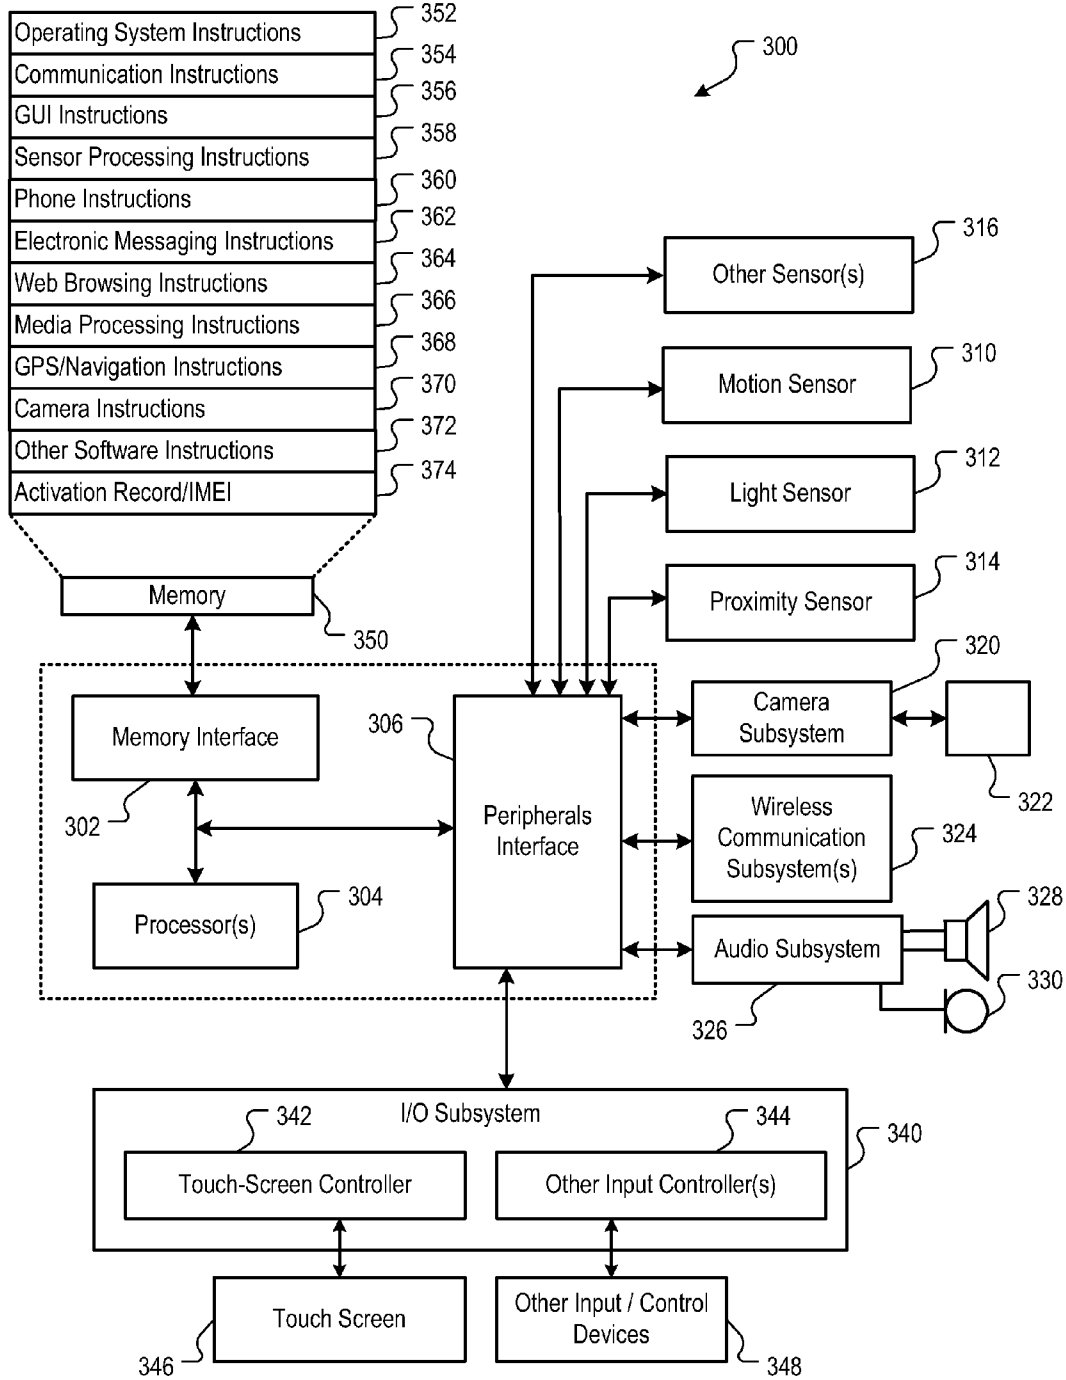 Operating System Instructions
352
Communication Instructions
354
GUI Instructions
356
Sensor Processing Instructions
358
Phone Instructions
360
Electronic Messaging Instructions
362
Web Browsing Instructions
364
Media Processing Instructions
366
GPS/Navigation Instructions
368
Camera Instructions
370
Other Software Instructions
372
Activation Record/IMEI
374
300
Memory
350
Other Sensor(s)
316
Motion Sensor
310
Light Sensor
312
Proximity Sensor
314
Memory Interface
302
Processor(s)
304
306
Peripherals
Interface
Camera
Subsystem
320
322
Wireless
Communication
Subsystem(s)
324
Audio Subsystem
326
328
330
I/O Subsystem
340
342
Touch-Screen Controller
344
Other Input Controller(s)
Touch Screen
346
Other Input / Control
Devices
348